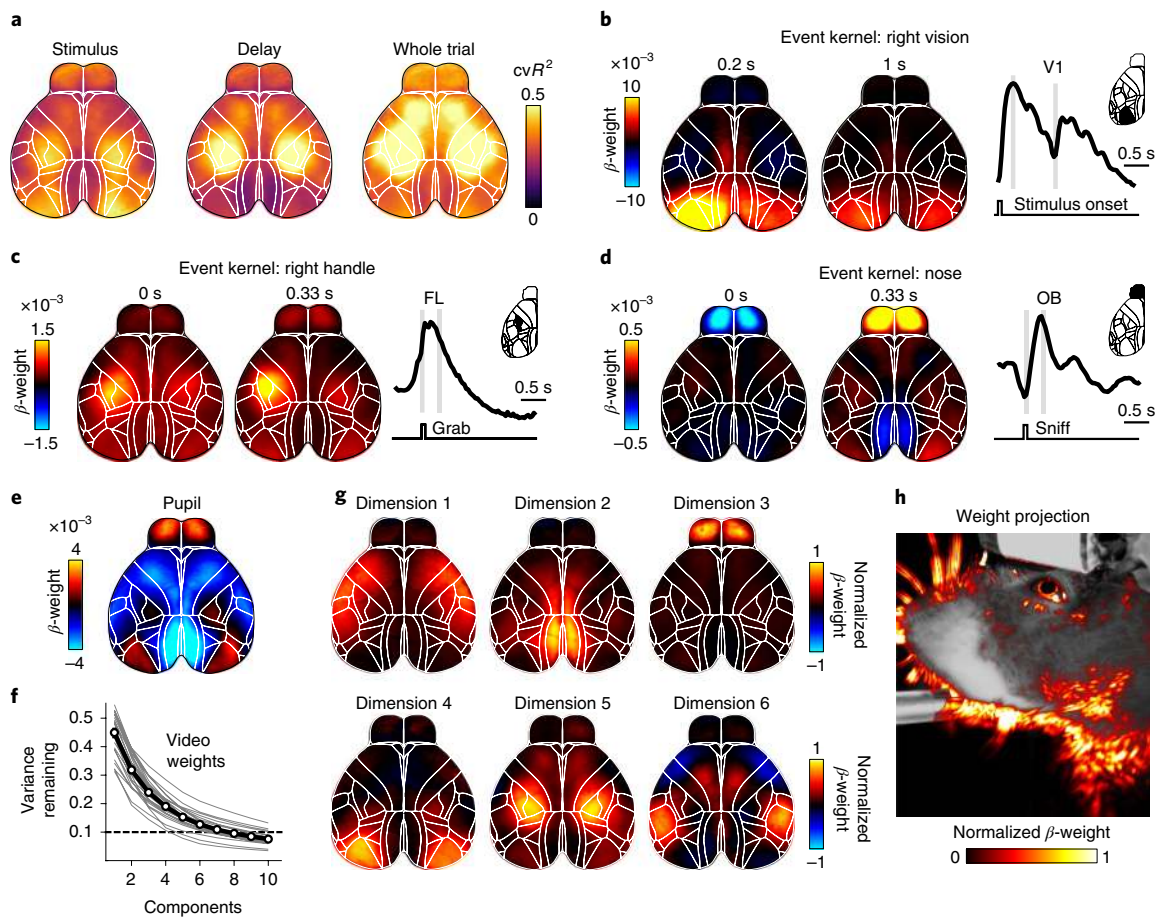 a
Stimulus
Delay
Whole trial
cvR²
0.5
0
b
Event kernel: right vision
×10⁻³
10
β-weight
−10
0.2 s
1 s
V1
0.5 s
Stimulus onset
c
Event kernel: right handle
×10⁻³
1.5
β-weight
−1.5
0 s
0.33 s
FL
0.5 s
Grab
d
Event kernel: nose
×10⁻³
0.5
β-weight
−0.5
0 s
0.33 s
OB
0.5 s
Sniff
e
Pupil
×10⁻³
4
β-weight
−4
f
Video
weights
Variance
remaining
0.5
0.4
0.3
0.2
0.1
2
4
6
8
10
Components
g
Dimension 1
Dimension 2
Dimension 3
1
−1
Normalized
β-weight
Dimension 4
Dimension 5
Dimension 6
1
−1
Normalized
β-weight
h
Weight projection
Normalized β-weight
0
1